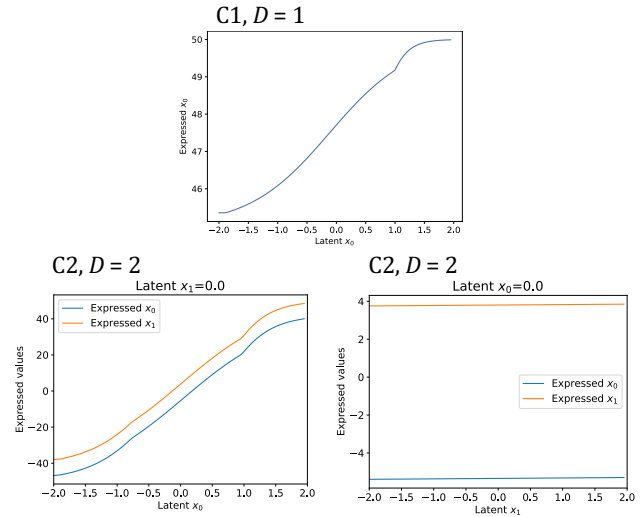 C1, D = 1
50
49
48
47
46
Expressed x₀
−2.0 −1.5 −1.0 −0.5 0.0 0.5 1.0 1.5 2.0
Latent x₀
C2, D = 2
Latent x₁=0.0
Expressed x₀
Expressed x₁
40
20
0
−20
−40
Expressed values
−2.0 −1.5 −1.0 −0.5 0.0 0.5 1.0 1.5 2.0
Latent x₀
C2, D = 2
Latent x₀=0.0
4
2
0
−2
−4
Expressed values
Expressed x₀
Expressed x₁
−2.0 −1.5 −1.0 −0.5 0.0 0.5 1.0 1.5 2.0
Latent x₁